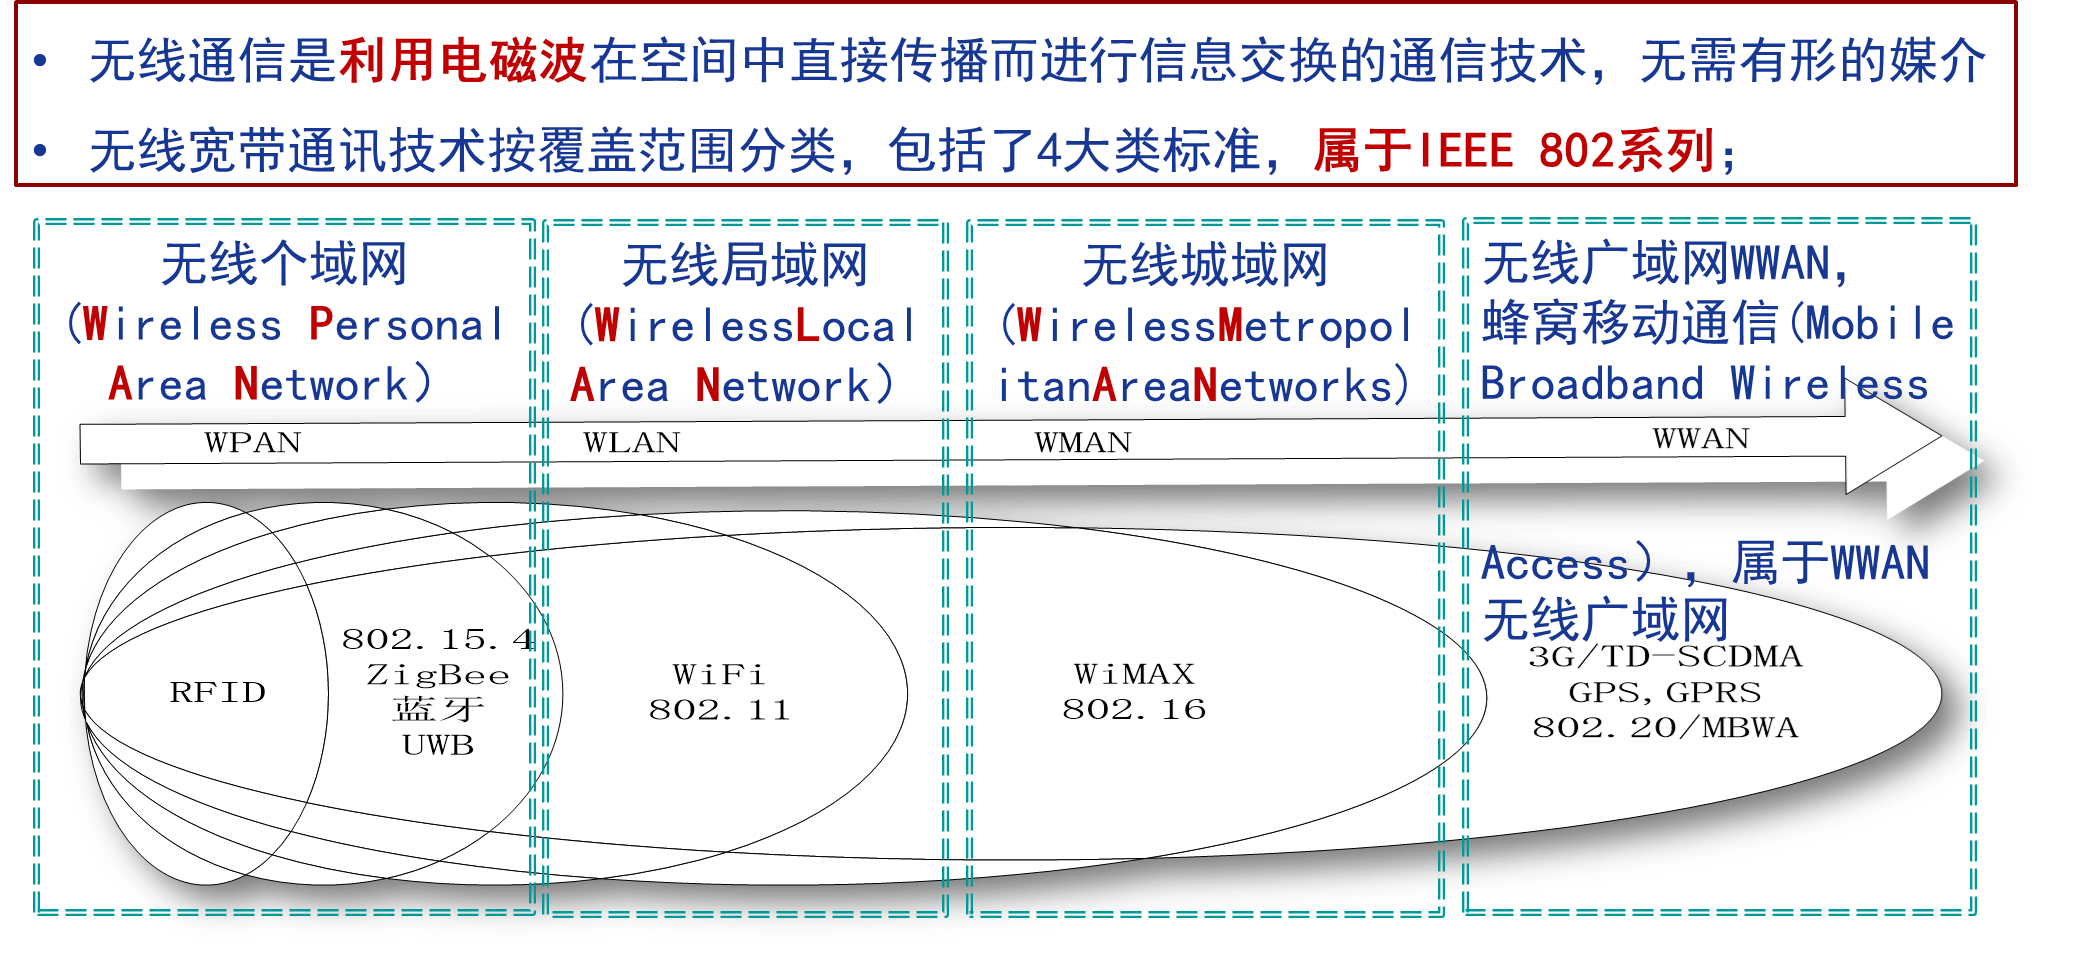 • 无线通信是利用电磁波在空间中直接传播而进行信息交换的通信技术，无需有形的媒介
• 无线宽带通讯技术按覆盖范围分类，包括了4大类标准，属于IEEE 802系列；
无线个域网
(Wireless Personal
Area Network)
无线局域网
(WirelessLocal
Area Network)
无线城域网
(WirelessMetropol
itanAreaNetworks)
无线广域网WWAN,
蜂窝移动通信(Mobile
Broadband Wireless
Access)，属于WWAN
无线广域网
WPAN
WLAN
WMAN
WWAN
RFID
802.15.4
ZigBee
蓝牙
UWB
WiFi
802.11
WiMAX
802.16
3G/TD-SCDMA
GPS,GPRS
802.20/MBWA